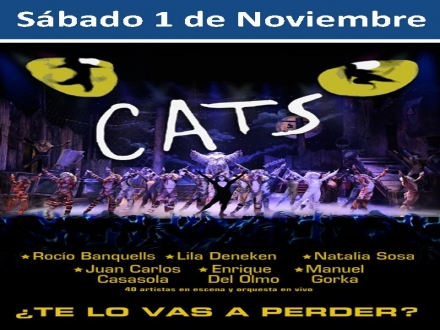 Sábado 1 de Noviembre
CATS
★Rocío Banquells ★Lila Deneken ★Natalia Sosa
★Juan Carlos Casasola ★Enrique Del Olmo ★Manuel Gorka
48 artistas en escena y orquesta en vivo
¿TE LO VAS A PERDER?